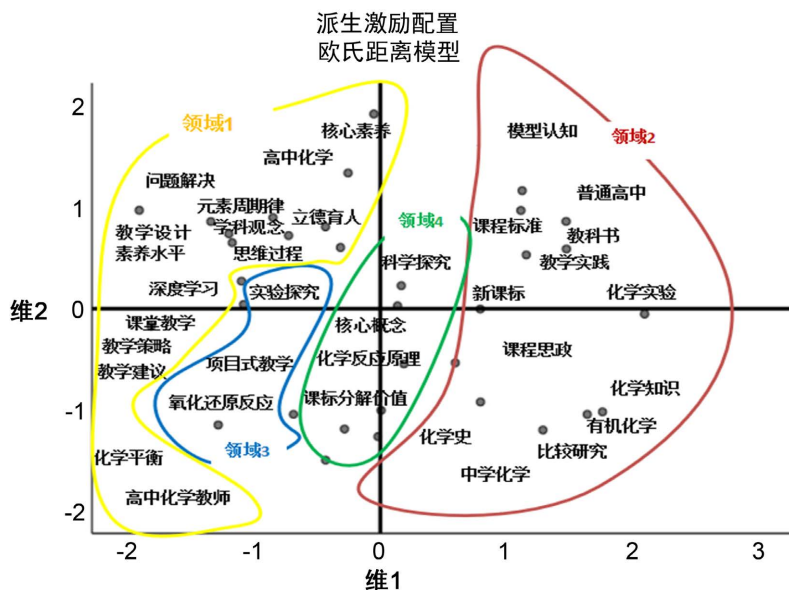 派生激励配置
欧氏距离模型
2
领域1
核心素养
模型认知
领域2
高中化学
问题解决
普通高中
元素周期律
1
立德育人
领域4
课程标准
学科观念
教学设计
教科书
素养水平
思维过程
科学探究
教学实践
深度学习
实验探究
新课标
化学实验
维2
0
课堂教学
核心概念
教学策略
课程思政
教学建议
项目式教学
化学反应原理
化学知识
氧化还原反应
课标分解价值
-1
有机化学
化学史
领域3
比较研究
化学平衡
中学化学
高中化学教师
-2
-2
-1
0
1
2
3
维1